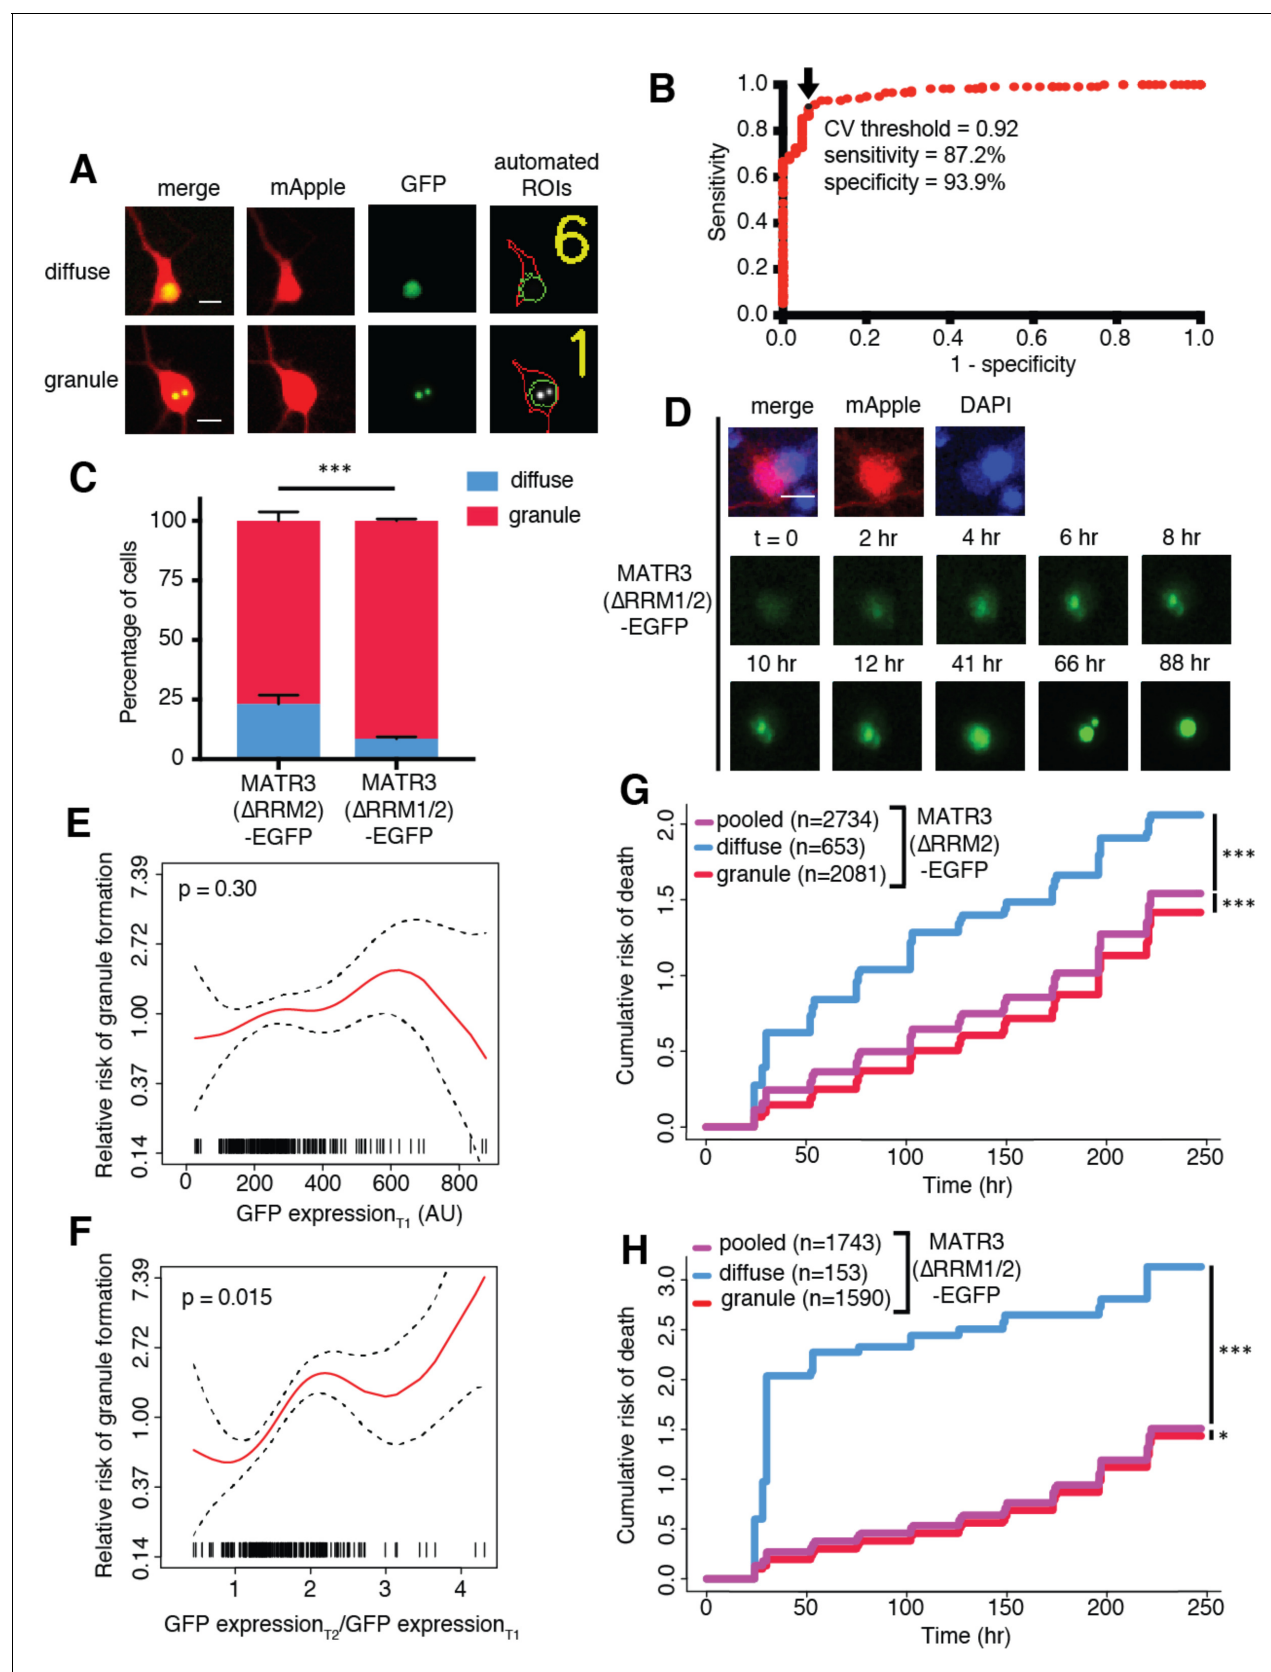 A
merge
mApple
GFP
automated
ROIs
diffuse
6
granule
1
B
Sensitivity
1.0
0.8
0.6
0.4
0.2
0.0
CV threshold = 0.92
sensitivity = 87.2%
specificity = 93.9%
0.0 0.2 0.4 0.6 0.8 1.0
1 - specificity
C
***
diffuse
granule
Percentage of cells
100
75
50
25
0
MATR3
(ΔRRM2)
-EGFP
MATR3
(ΔRRM1/2)
-EGFP
D
merge
mApple
DAPI
MATR3
(ΔRRM1/2)
-EGFP
t = 0
2 hr
4 hr
6 hr
8 hr
10 hr
12 hr
41 hr
66 hr
88 hr
E
p = 0.30
Relative risk of granule formation
7.39
2.72
1.00
0.37
0.14
0 200 400 600 800
GFP expressionT1 (AU)
F
p = 0.015
Relative risk of granule formation
7.39
2.72
1.00
0.37
0.14
1 2 3 4
GFP expressionT2/GFP expressionT1
G
pooled (n=2734)
diffuse (n=653)
granule (n=2081)
MATR3
(ΔRRM2)
-EGFP
***
***
Cumulative risk of death
2.0
1.5
1.0
0.5
0.0
0 50 100 150 200 250
Time (hr)
H
pooled (n=1743)
diffuse (n=153)
granule (n=1590)
MATR3
(ΔRRM1/2)
-EGFP
***
*
Cumulative risk of death
3.0
2.5
2.0
1.5
1.0
0.5
0.0
0 50 100 150 200 250
Time (hr)